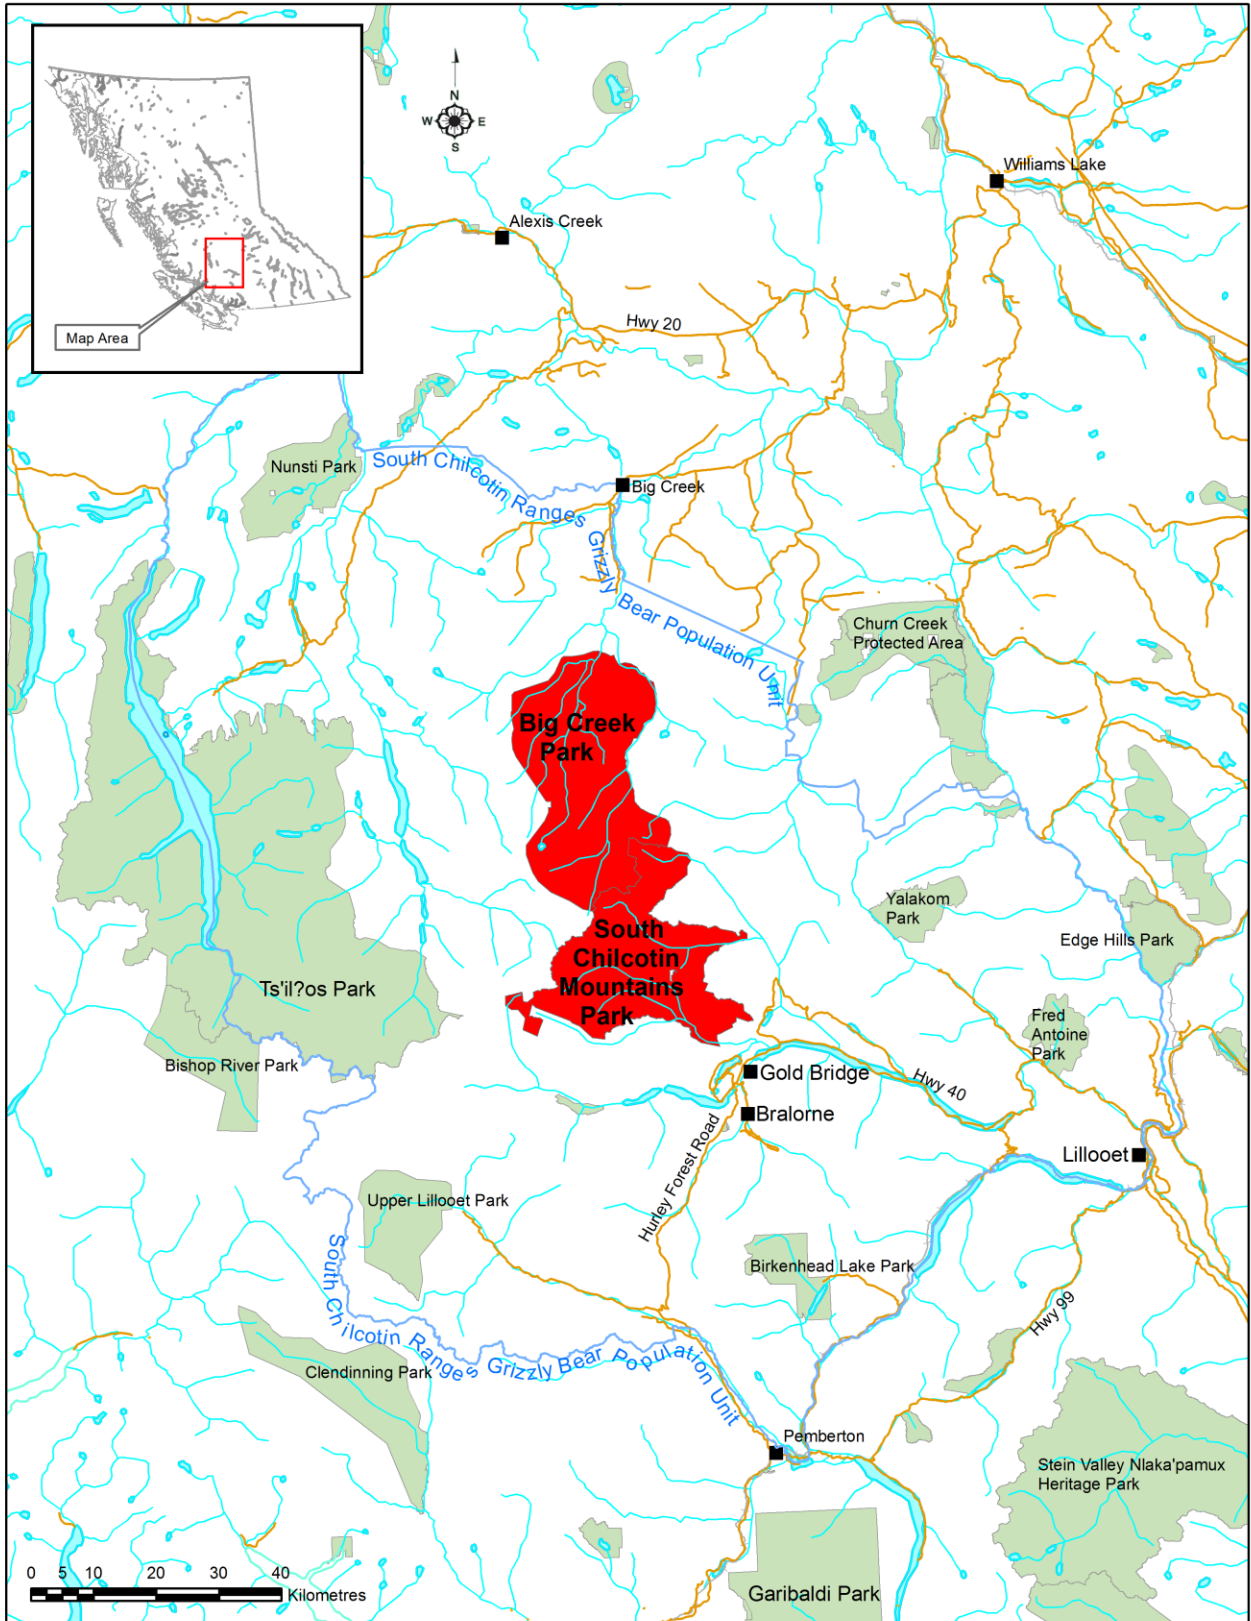 N
W E
S
Williams Lake
Alexis Creek
Hwy 20
Map Area
Nunsti Park
South Chilcotin Ranges Grizzly Bear Population Unit
Big Creek
Churn Creek
Protected Area
Big Creek
Park
Yalakom
Park
South
Chilcotin
Mountains
Park
Edge Hills Park
Ts'il?os Park
Fred
Antoine
Park
Bishop River Park
Gold Bridge
Hwy 40
Bralorne
Hurley Forest Road
Lillooet
Upper Lillooet Park
Birkenhead Lake Park
South Chilcotin Ranges Grizzly Bear Population Unit
Hwy 99
Clendinning Park
Pemberton
Stein Valley Nlaka'pamux
Heritage Park
0 5 10 20 30 40
Kilometres
Garibaldi Park